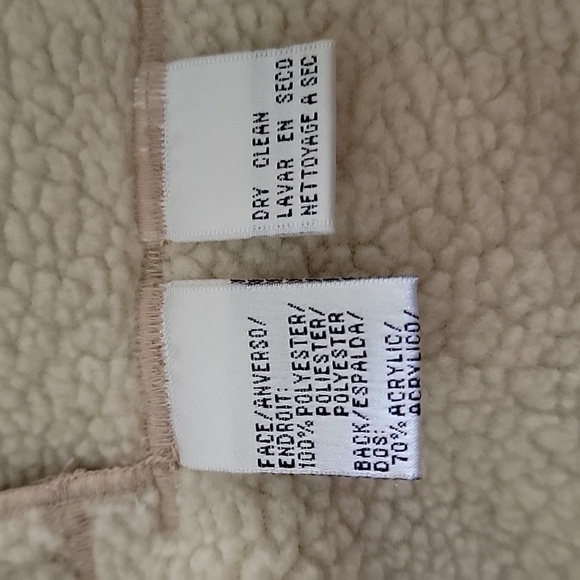 DRY CLEAN
LAVAR EN SECO
NETTOYAGE A SEC
FACE/ANVERSO/
ENDROIT:
100% POLYESTER/
POLIESTER/
POLYESTER
BACK/ESPALDA/
DOS:
70% ACRYLIC/
ACRYLICO/